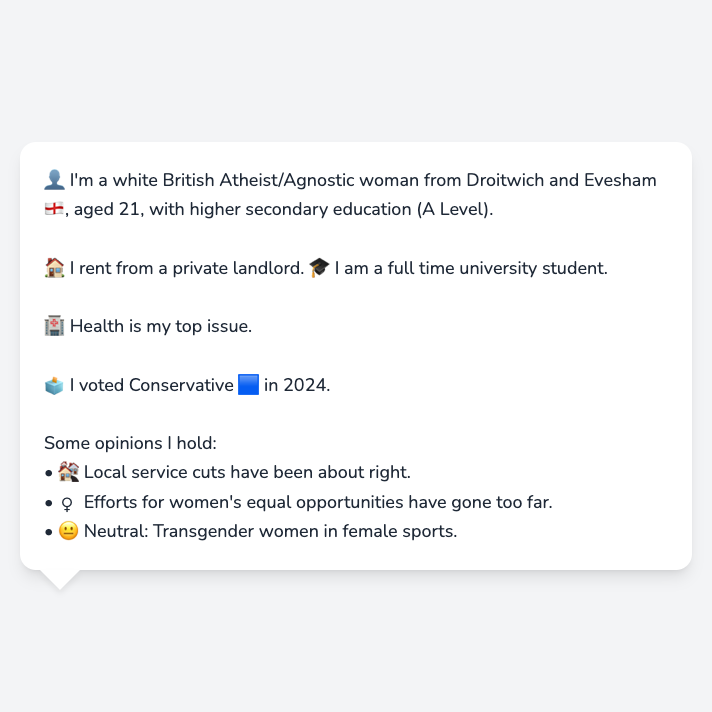 👤 I'm a white British Atheist/Agnostic woman from Droitwich and Evesham
🏴󠁧󠁢󠁥󠁮󠁧󠁿, aged 21, with higher secondary education (A Level).
🏠 I rent from a private landlord. 🎓 I am a full time university student.
🏥 Health is my top issue.
🗳️ I voted Conservative 🟦 in 2024.
Some opinions I hold:
• 🏚️ Local service cuts have been about right.
• ♀ Efforts for women's equal opportunities have gone too far.
• 😐 Neutral: Transgender women in female sports.